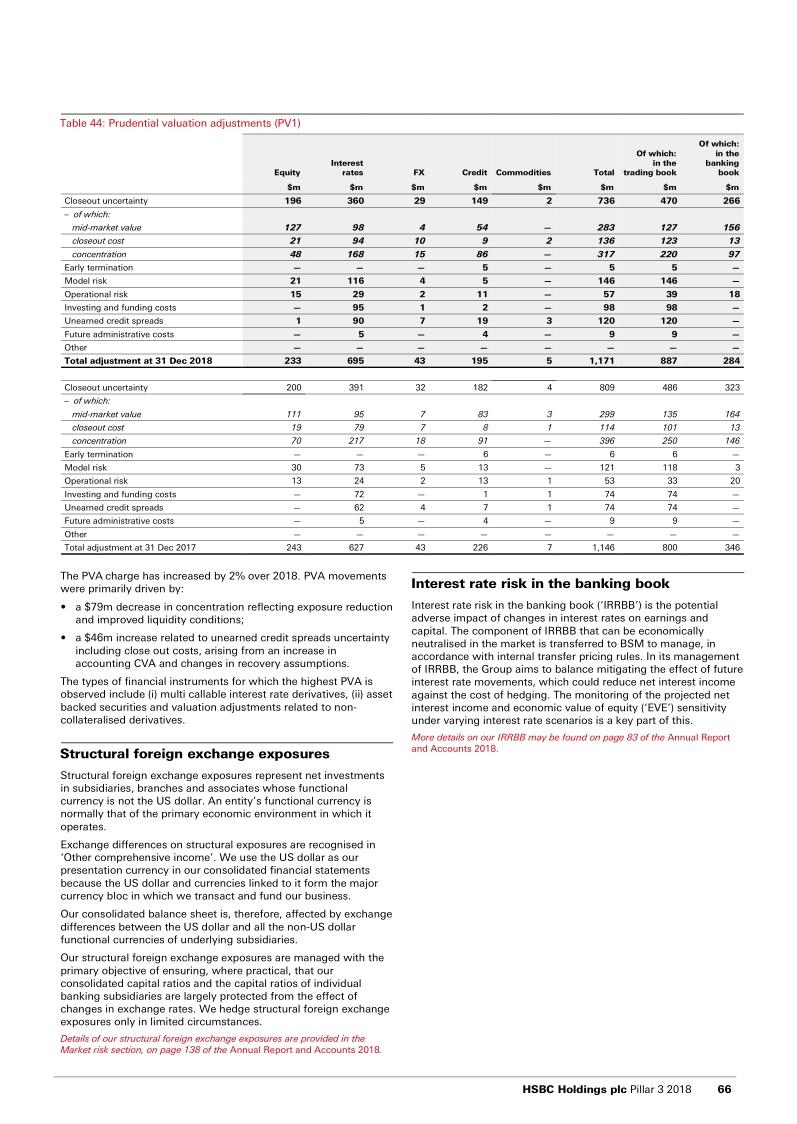 Table 44: Prudential valuation adjustments (PV1)
Equity Interest rates FX Credit Commodities Total Of which: in the trading book Of which: in the banking book
$m $m $m $m $m $m $m $m
Closeout uncertainty 196 360 29 149 2 736 470 266
– of which:
mid-market value 127 98 4 54 — 283 127 156
closeout cost 21 94 10 9 2 136 123 13
concentration 48 168 15 86 — 317 220 97
Early termination — — — 5 — 5 5 —
Model risk 21 116 4 5 — 146 146 —
Operational risk 15 29 2 11 — 57 39 18
Investing and funding costs — 95 1 2 — 98 98 —
Unearned credit spreads 1 90 7 19 3 120 120 —
Future administrative costs — 5 — 4 — 9 9 —
Other — — — — — — — —
Total adjustment at 31 Dec 2018 233 695 43 195 5 1,171 887 284
Closeout uncertainty 200 391 32 182 4 809 486 323
– of which:
mid-market value 111 95 7 83 3 299 135 164
closeout cost 19 79 7 8 1 114 101 13
concentration 70 217 18 91 — 396 250 146
Early termination — — — 6 — 6 6 —
Model risk 30 73 5 13 — 121 118 3
Operational risk 13 24 2 13 1 53 33 20
Investing and funding costs — 72 — 1 1 74 74 —
Unearned credit spreads — 62 4 7 1 74 74 —
Future administrative costs — 5 — 4 — 9 9 —
Other — — — — — — — —
Total adjustment at 31 Dec 2017 243 627 43 226 7 1,146 800 346
The PVA charge has increased by 2% over 2018. PVA movements
were primarily driven by:
• a $79m decrease in concentration reflecting exposure reduction
and improved liquidity conditions;
• a $46m increase related to unearned credit spreads uncertainty
including close out costs, arising from an increase in
accounting CVA and changes in recovery assumptions.
The types of financial instruments for which the highest PVA is
observed include (i) multi callable interest rate derivatives, (ii) asset
backed securities and valuation adjustments related to non-
collateralised derivatives.
Structural foreign exchange exposures
Structural foreign exchange exposures represent net investments
in subsidiaries, branches and associates whose functional
currency is not the US dollar. An entity's functional currency is
normally that of the primary economic environment in which it
operates.
Exchange differences on structural exposures are recognised in
'Other comprehensive income'. We use the US dollar as our
presentation currency in our consolidated financial statements
because the US dollar and currencies linked to it form the major
currency bloc in which we transact and fund our business.
Our consolidated balance sheet is, therefore, affected by exchange
differences between the US dollar and all the non-US dollar
functional currencies of underlying subsidiaries.
Our structural foreign exchange exposures are managed with the
primary objective of ensuring, where practical, that our
consolidated capital ratios and the capital ratios of individual
banking subsidiaries are largely protected from the effect of
changes in exchange rates. We hedge structural foreign exchange
exposures only in limited circumstances.
Details of our structural foreign exchange exposures are provided in the
Market risk section, on page 138 of the Annual Report and Accounts 2018.
Interest rate risk in the banking book
Interest rate risk in the banking book ('IRRBB') is the potential
adverse impact of changes in interest rates on earnings and
capital. The component of IRRBB that can be economically
neutralised in the market is transferred to BSM to manage, in
accordance with internal transfer pricing rules. In its management
of IRRBB, the Group aims to balance mitigating the effect of future
interest rate movements, which could reduce net interest income
against the cost of hedging. The monitoring of the projected net
interest income and economic value of equity ('EVE') sensitivity
under varying interest rate scenarios is a key part of this.
More details on our IRRBB may be found on page 83 of the Annual Report
and Accounts 2018.
HSBC Holdings plc Pillar 3 2018 66